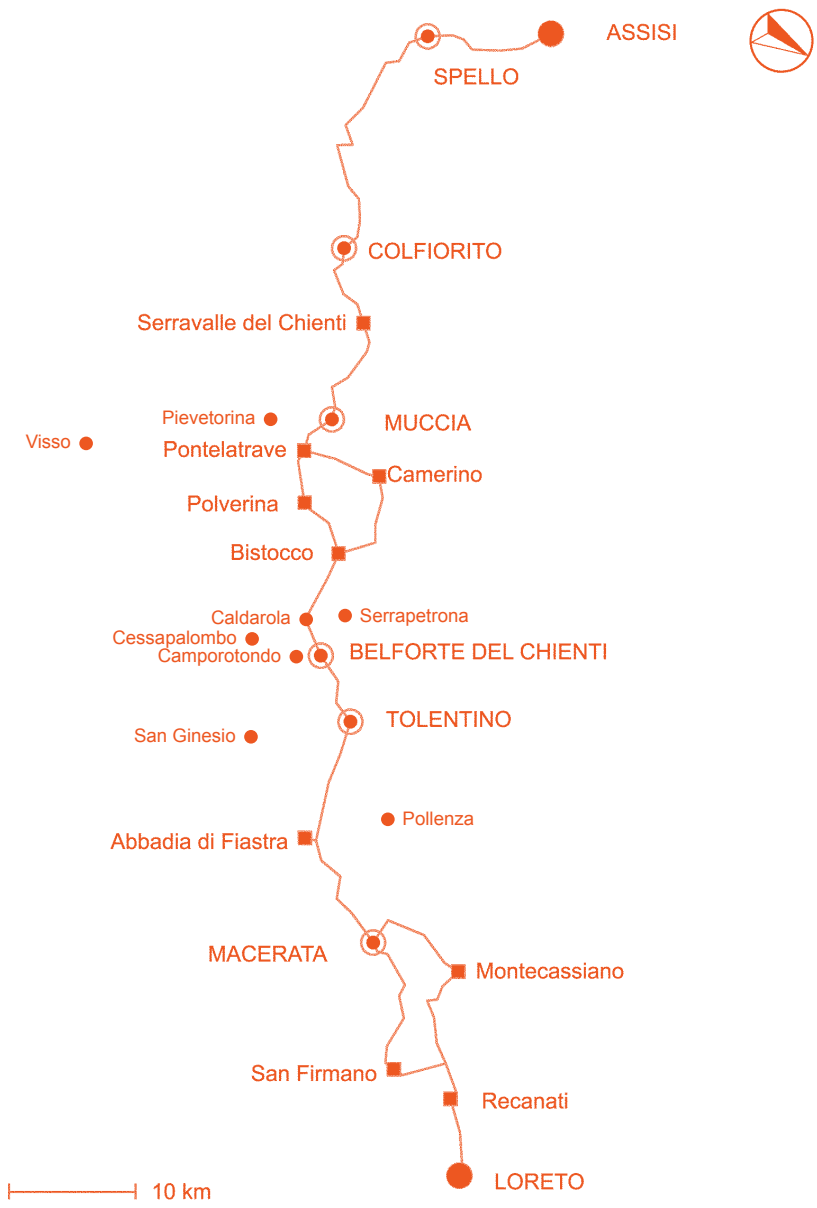 ASSISI
SPELLO
COLFIORITO
Serravalle del Chienti
Pievetorina
MUCCIA
Visso
Pontelatrave
Camerino
Polverina
Bistocco
Caldarola
Serrapetrona
Cessapalombo
BELFORTE DEL CHIENTI
Camporotondo
TOLENTINO
San Ginesio
Pollenza
Abbadia di Fiastra
MACERATA
Montecassiano
San Firmano
Recanati
LORETO
10 km